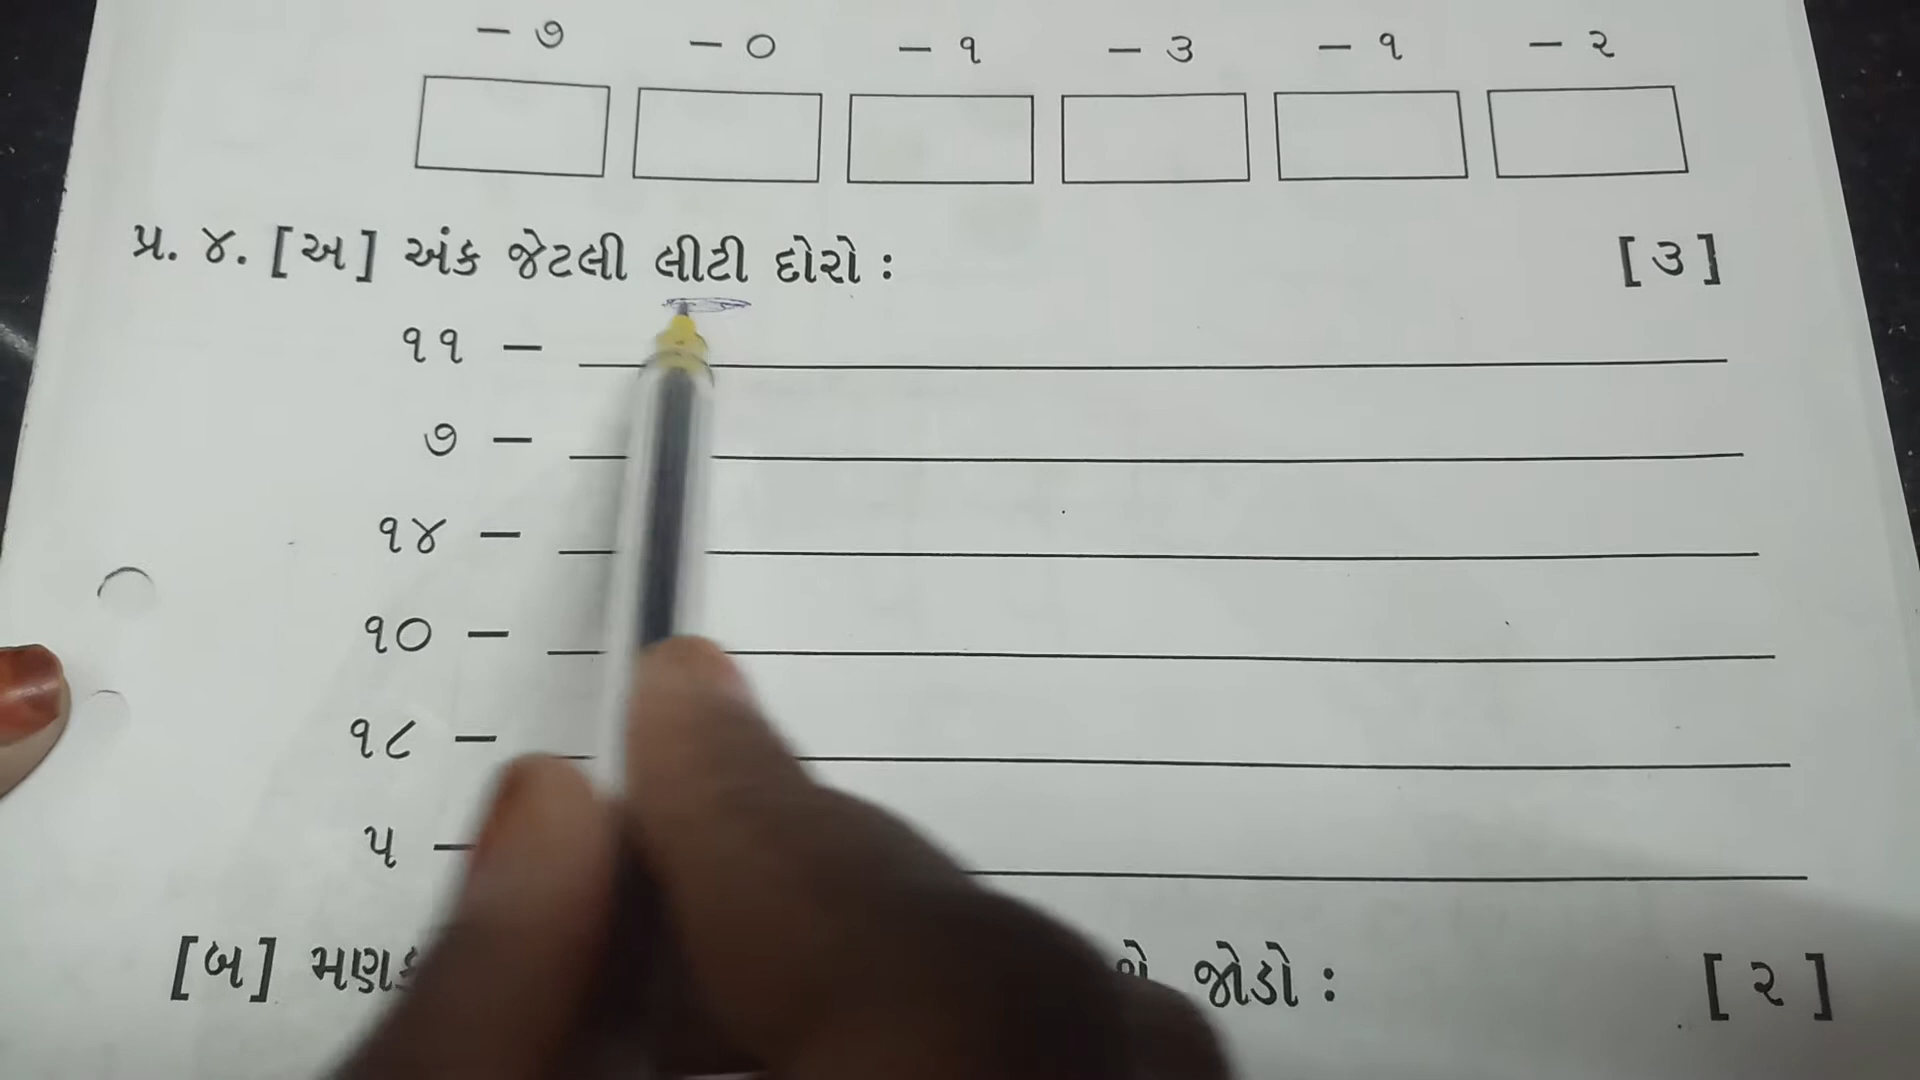 - ૭ - ૦ - ૧ - ૩ - ૧ - ૨
પ્ર. ૪. [અ] અંક જેટલી લીટી દોરો : [૩]
૧૧ -
૭ -
૧૪ -
૧૦ -
૧૮ -
૫ -
[બ] જોડો : [૨]